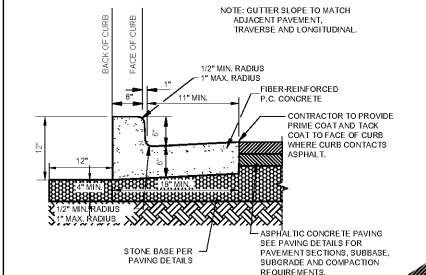 NOTE: GUTTER SLOPE TO MATCH
ADJACENT PAVEMENT,
TRAVERSE AND LONGITUDINAL.
BACK OF CURB
FACE OF CURB
1/2" MIN. RADIUS
1" MAX. RADIUS
1"
6"
11" MIN.
FIBER-REINFORCED
P.C. CONCRETE
CONTRACTOR TO PROVIDE
PRIME COAT AND TACK
COAT TO FACE OF CURB
WHERE CURB CONTACTS
ASPHALT.
12"
6"
6"
12"
4" MIN.
18" MIN.
1/2" MIN. RADIUS
1" MAX. RADIUS
STONE BASE PER
PAVING DETAILS
ASPHALTIC CONCRETE PAVING
SEE PAVING DETAILS FOR
PAVEMENT SECTIONS, SUBBASE,
SUBGRADE AND COMPACTION
REQUIREMENTS.